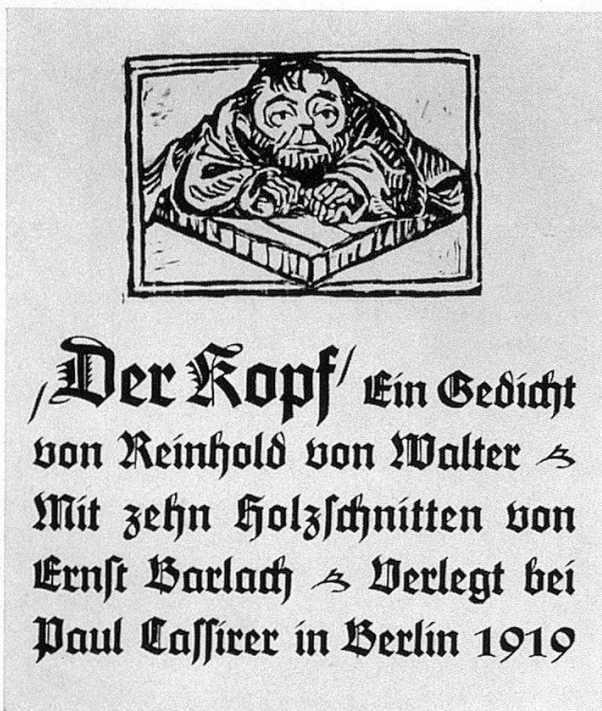 „Der Kopf“ Ein Gedicht
von Reinhold von Walter
Mit zehn Holzschnitten von
Ernst Barlach Verlegt bei
Paul Cassirer in Berlin 1919